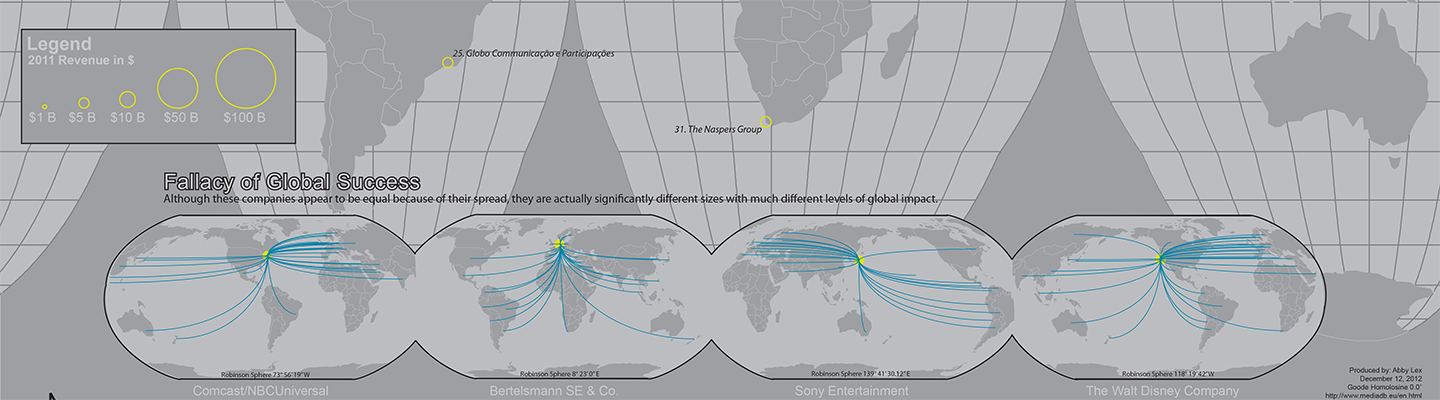 Legend
2011 Revenue in $
$1 B $5 B $10 B $50 B $100 B
25. Globo Communicação e Participações
31. The Naspers Group
Fallacy of Global Success
Although these companies appear to be equal because of their spread, they are actually significantly different sizes with much different levels of global impact.
Robinson Sphere 73° 56' 19"W
Robinson Sphere 8° 23' 0"E
Robinson Sphere 139° 41' 30.12"E
Robinson Sphere 118° 19' 42"W
Comcast/NBCUniversal
Bertelsmann SE & Co.
Sony Entertainment
The Walt Disney Company
Produced by: Abby Lex
December 12, 2012
Goode Homolosine 0.0°
http://www.mediadb.eu/en.html